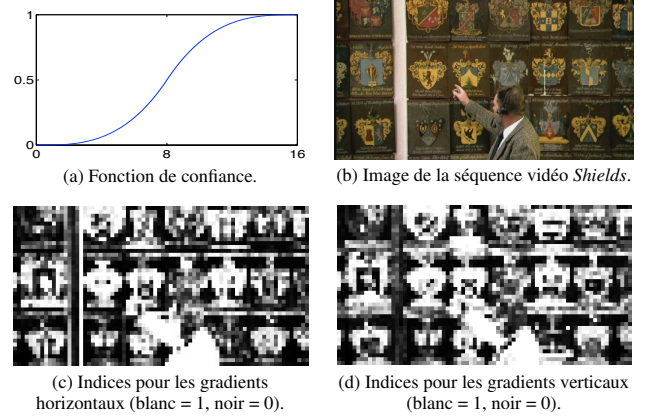 1
0.5
0
0 8 16
(a) Fonction de confiance.
(b) Image de la séquence vidéo Shields.
(c) Indices pour les gradients
horizontaux (blanc = 1, noir = 0).
(d) Indices pour les gradients verticaux
(blanc = 1, noir = 0).